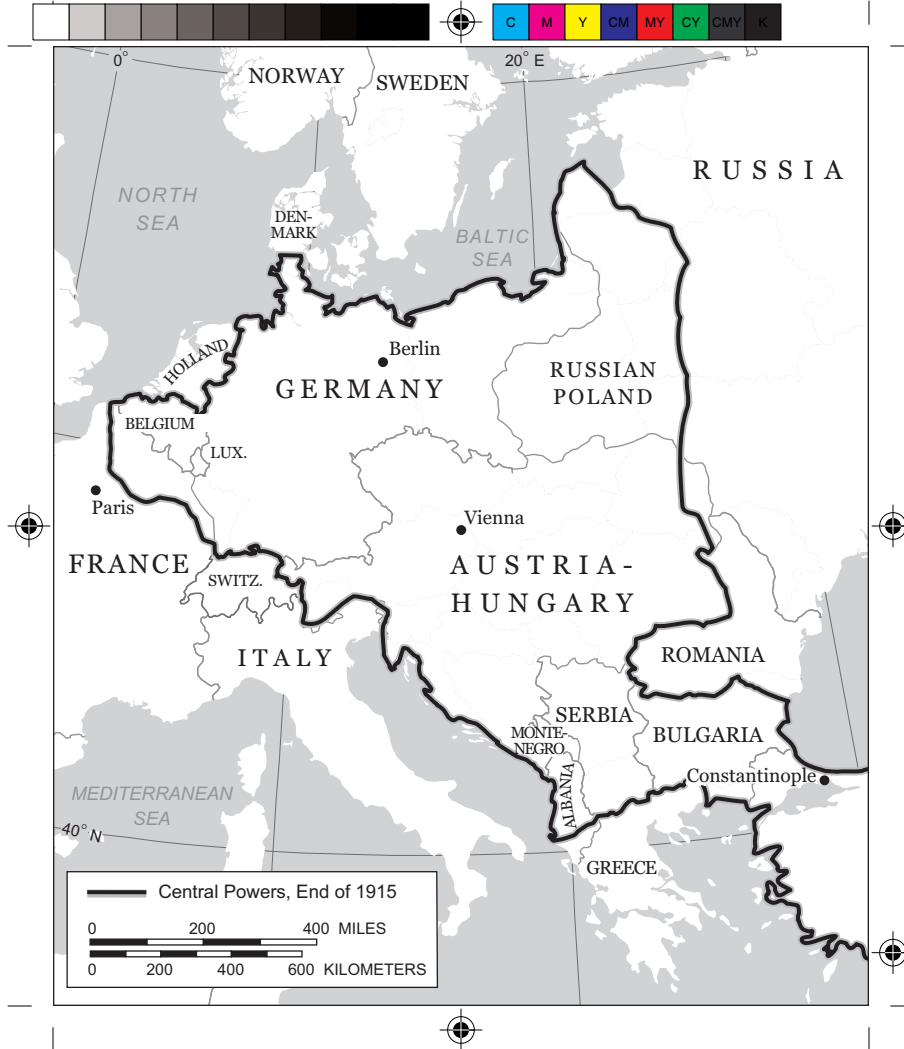 C M Y CM MY CY CMY K
0° 20° E
NORWAY
SWEDEN
RUSSIA
NORTH
SEA
DEN-
MARK
BALTIC
SEA
HOLLAND
Berlin
GERMANY
RUSSIAN
POLAND
BELGIUM
LUX.
Paris
Vienna
FRANCE
SWITZ.
AUSTRIA-
HUNGARY
ITALY
ROMANIA
SERBIA
MONTE-
NEGRO
BULGARIA
ALBANIA
Constantinople
MEDITERRANEAN
SEA
40° N
GREECE
Central Powers, End of 1915
0 200 400 MILES
0 200 400 600 KILOMETERS